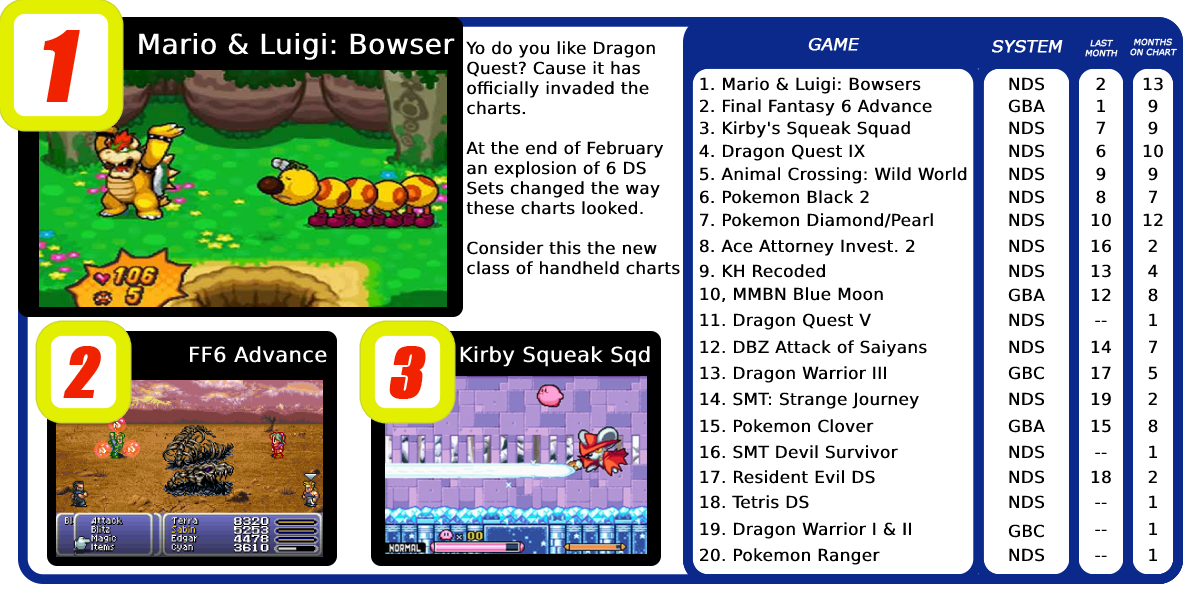 1
Mario & Luigi: Bowser
106
5
Yo do you like Dragon
Quest? Cause it has
officially invaded the
charts.
At the end of February
an explosion of 6 DS
Sets changed the way
these charts looked.
Consider this the new
class of handheld charts
2
FF6 Advance
Bl
Attack
Blitz
Magic
Items
Terra 8320
Sabin 5253
Edgar 4478
Cyan 3610
3
Kirby Squeak Sqd
×00
NORMAL
GAME SYSTEM LAST MONTH MONTHS ON CHART
1. Mario & Luigi: Bowsers NDS 2 13
2. Final Fantasy 6 Advance GBA 1 9
3. Kirby's Squeak Squad NDS 7 9
4. Dragon Quest IX NDS 6 10
5. Animal Crossing: Wild World NDS 9 9
6. Pokemon Black 2 NDS 8 7
7. Pokemon Diamond/Pearl NDS 10 12
8. Ace Attorney Invest. 2 NDS 16 2
9. KH Recoded NDS 13 4
10, MMBN Blue Moon GBA 12 8
11. Dragon Quest V NDS -- 1
12. DBZ Attack of Saiyans NDS 14 7
13. Dragon Warrior III GBC 17 5
14. SMT: Strange Journey NDS 19 2
15. Pokemon Clover GBA 15 8
16. SMT Devil Survivor NDS -- 1
17. Resident Evil DS NDS 18 2
18. Tetris DS NDS -- 1
19. Dragon Warrior I & II GBC -- 1
20. Pokemon Ranger NDS -- 1